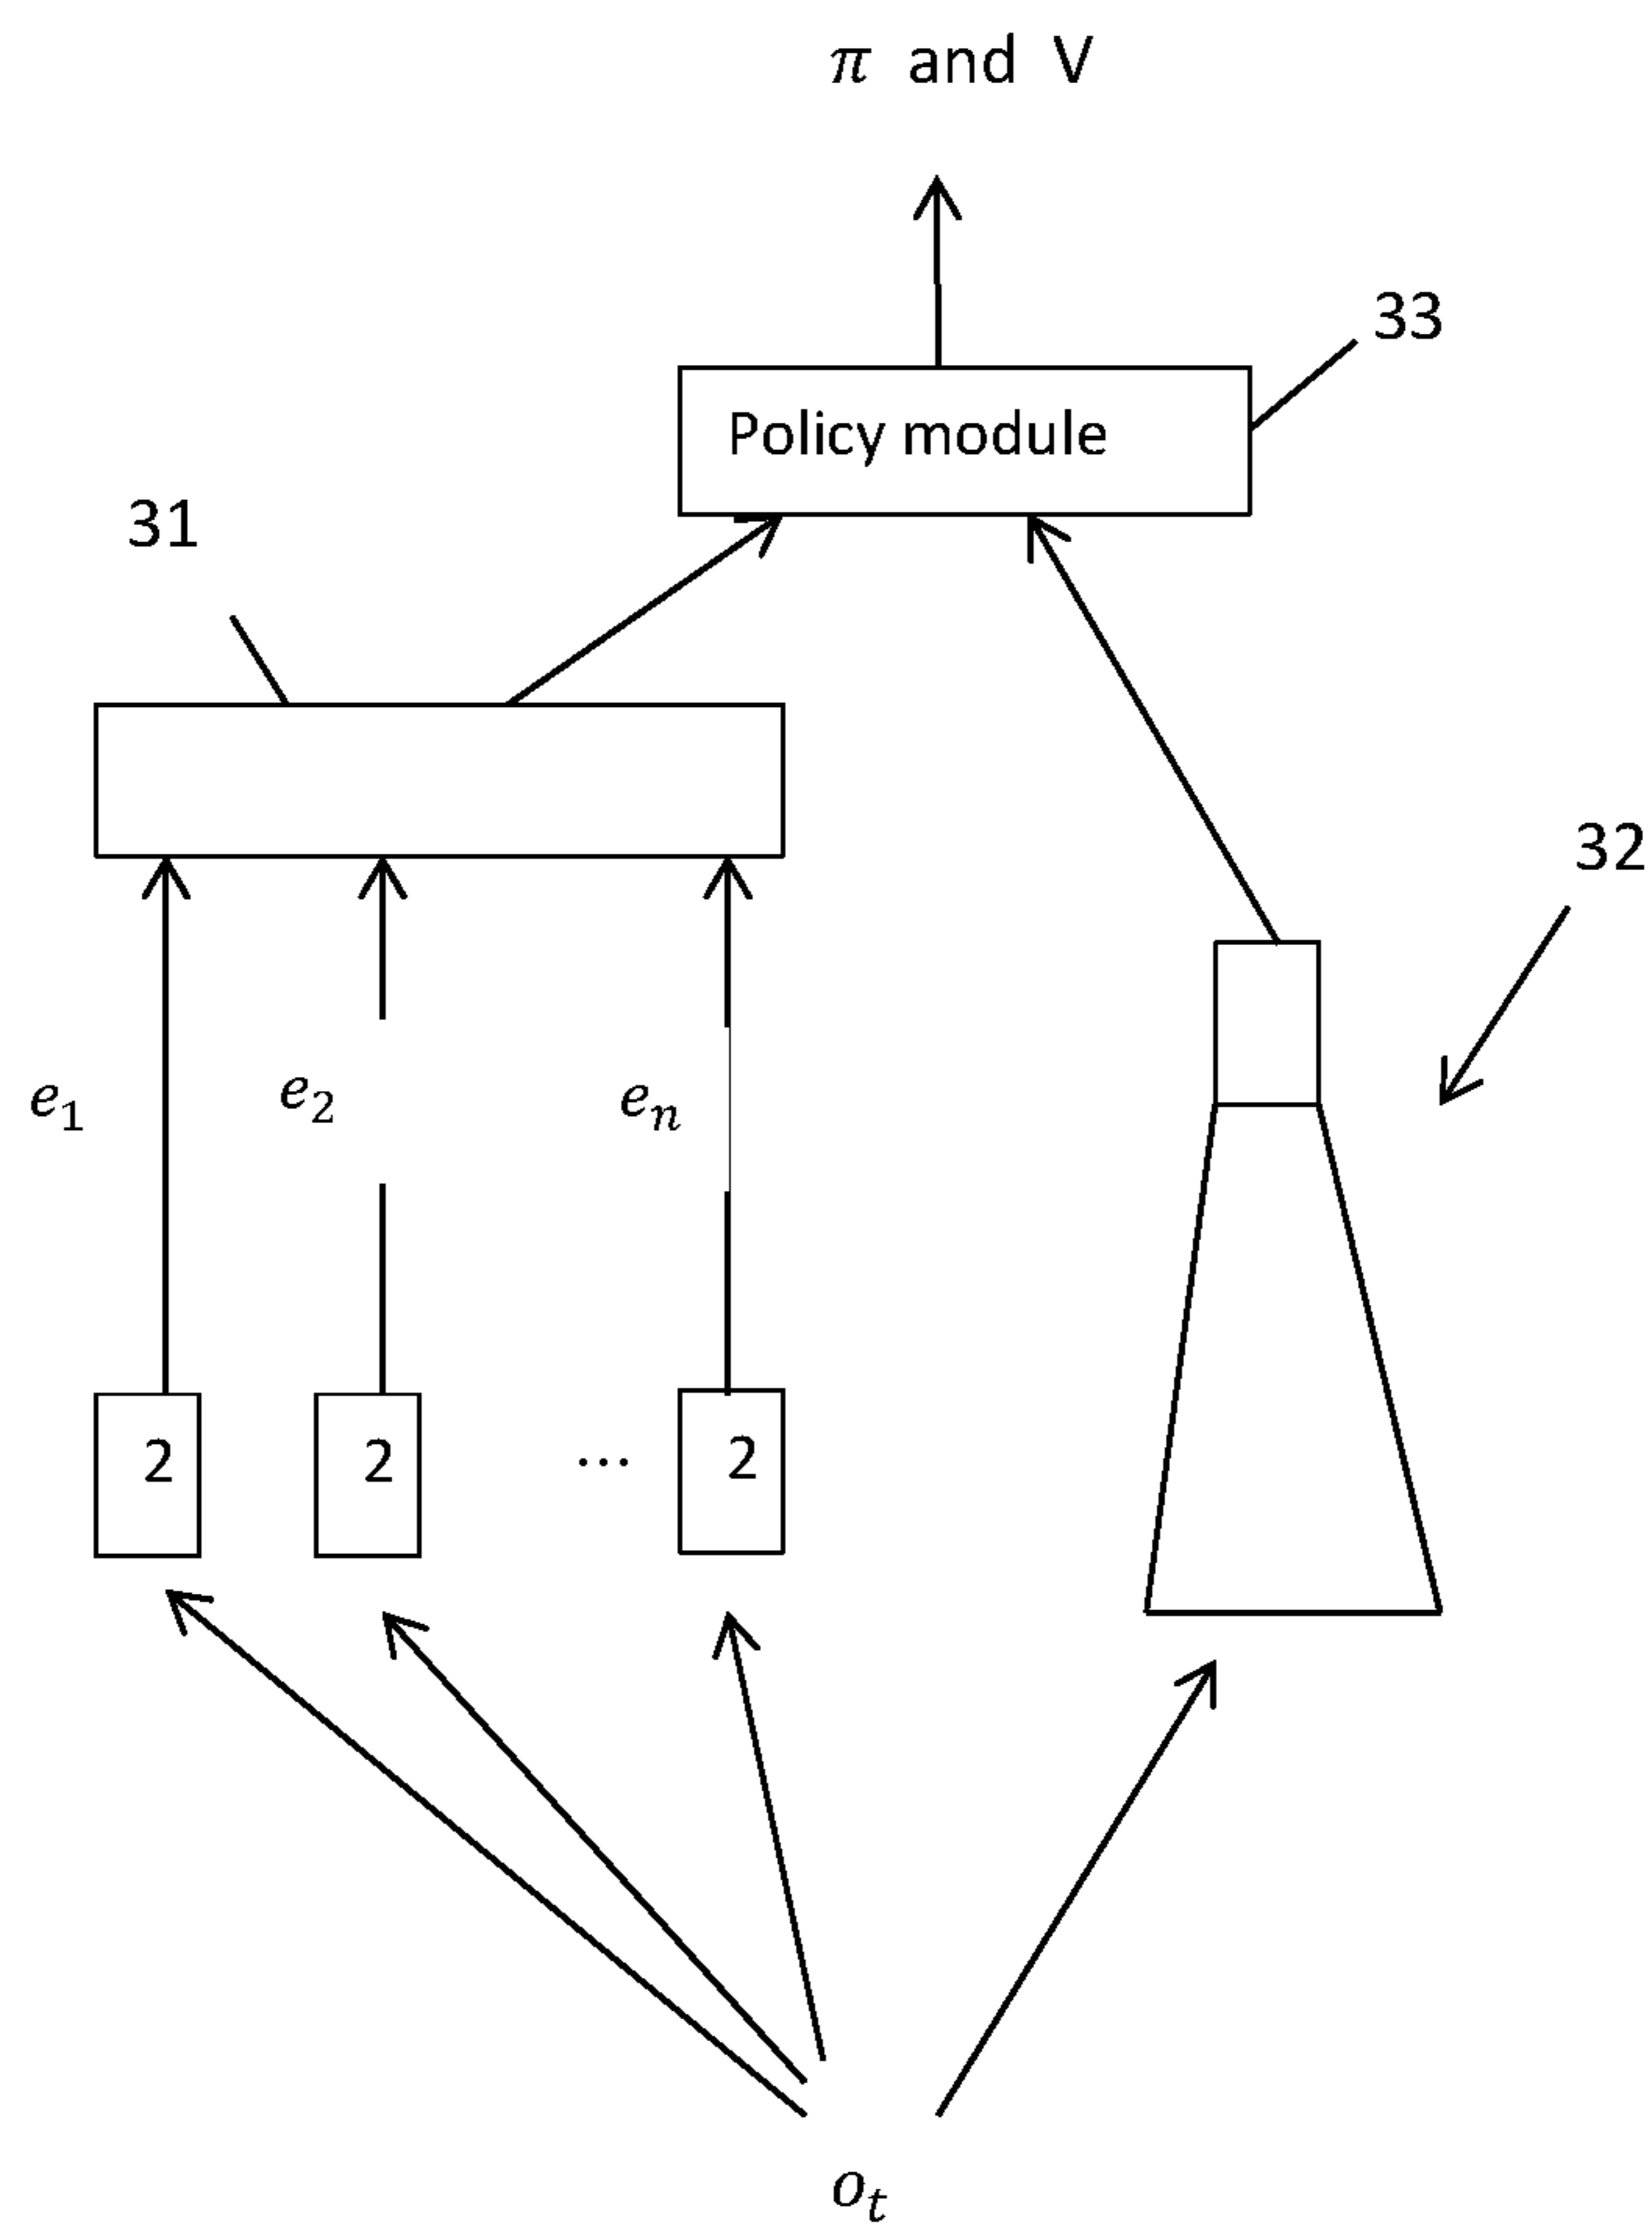 π and V
33
Policy module
31
32
e₁ e₂ eₙ
2 2 ... 2
oₜ